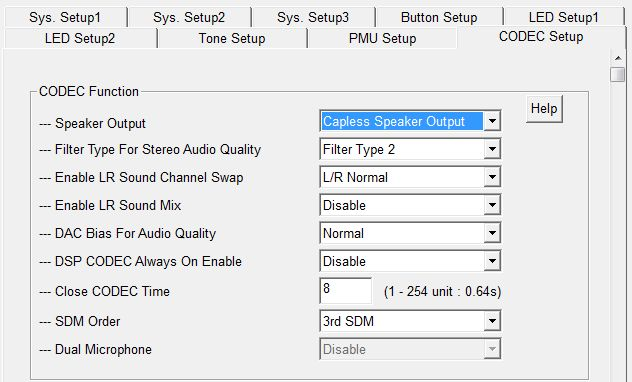 Sys. Setup1 Sys. Setup2 Sys. Setup3 Button Setup LED Setup1
LED Setup2 Tone Setup PMU Setup CODEC Setup
CODEC Function
Help
--- Speaker Output Capless Speaker Output
--- Filter Type For Stereo Audio Quality Filter Type 2
--- Enable LR Sound Channel Swap L/R Normal
--- Enable LR Sound Mix Disable
--- DAC Bias For Audio Quality Normal
--- DSP CODEC Always On Enable Disable
--- Close CODEC Time 8 (1 - 254 unit : 0.64s)
--- SDM Order 3rd SDM
--- Dual Microphone Disable